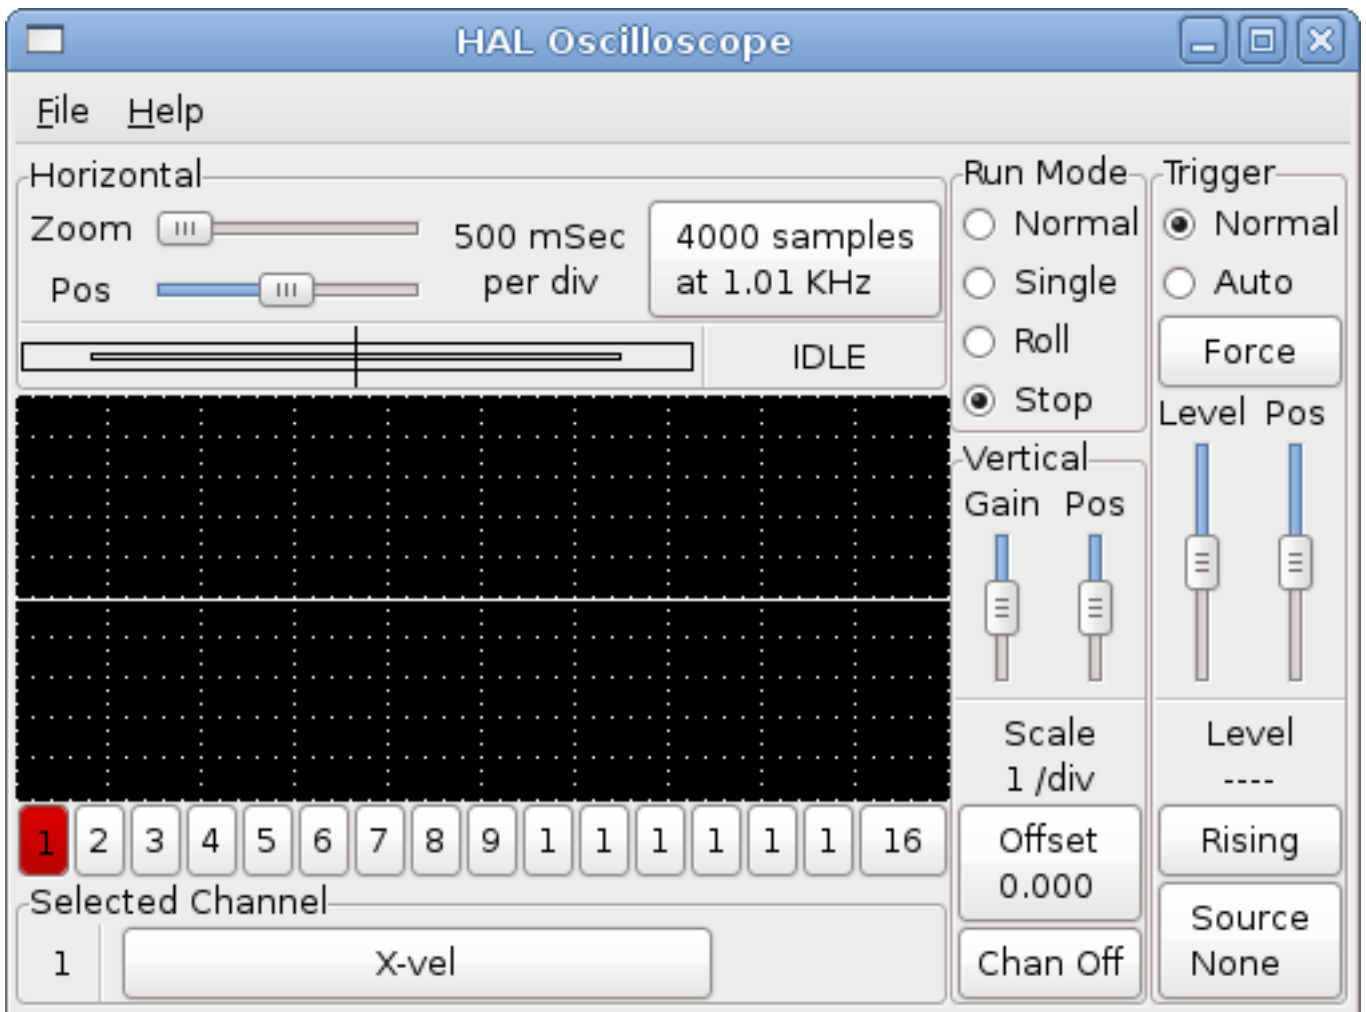 HAL Oscilloscope
File Help
Horizontal
Zoom
Pos
500 mSec
per div
4000 samples
at 1.01 KHz
IDLE
Run Mode
Normal
Single
Roll
Stop
Trigger
Normal
Auto
Force
Level Pos
Vertical
Gain Pos
Scale
1 /div
Offset
0.000
Chan Off
Level
----
Rising
Source
None
1 2 3 4 5 6 7 8 9 1 1 1 1 1 1 16
Selected Channel
1 X-vel